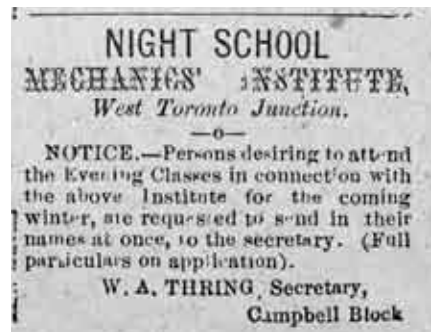 NIGHT SCHOOL
MECHANICS' INSTITUTE,
West Toronto Junction.
—o—
NOTICE.—Persons desiring to attend
the Evening Classes in connection with
the above Institute for the coming
winter, are requested to send in their
names at once, to the secretary. (Full
particulars on application).
W. A. THRING, Secretary,
Campbell Block